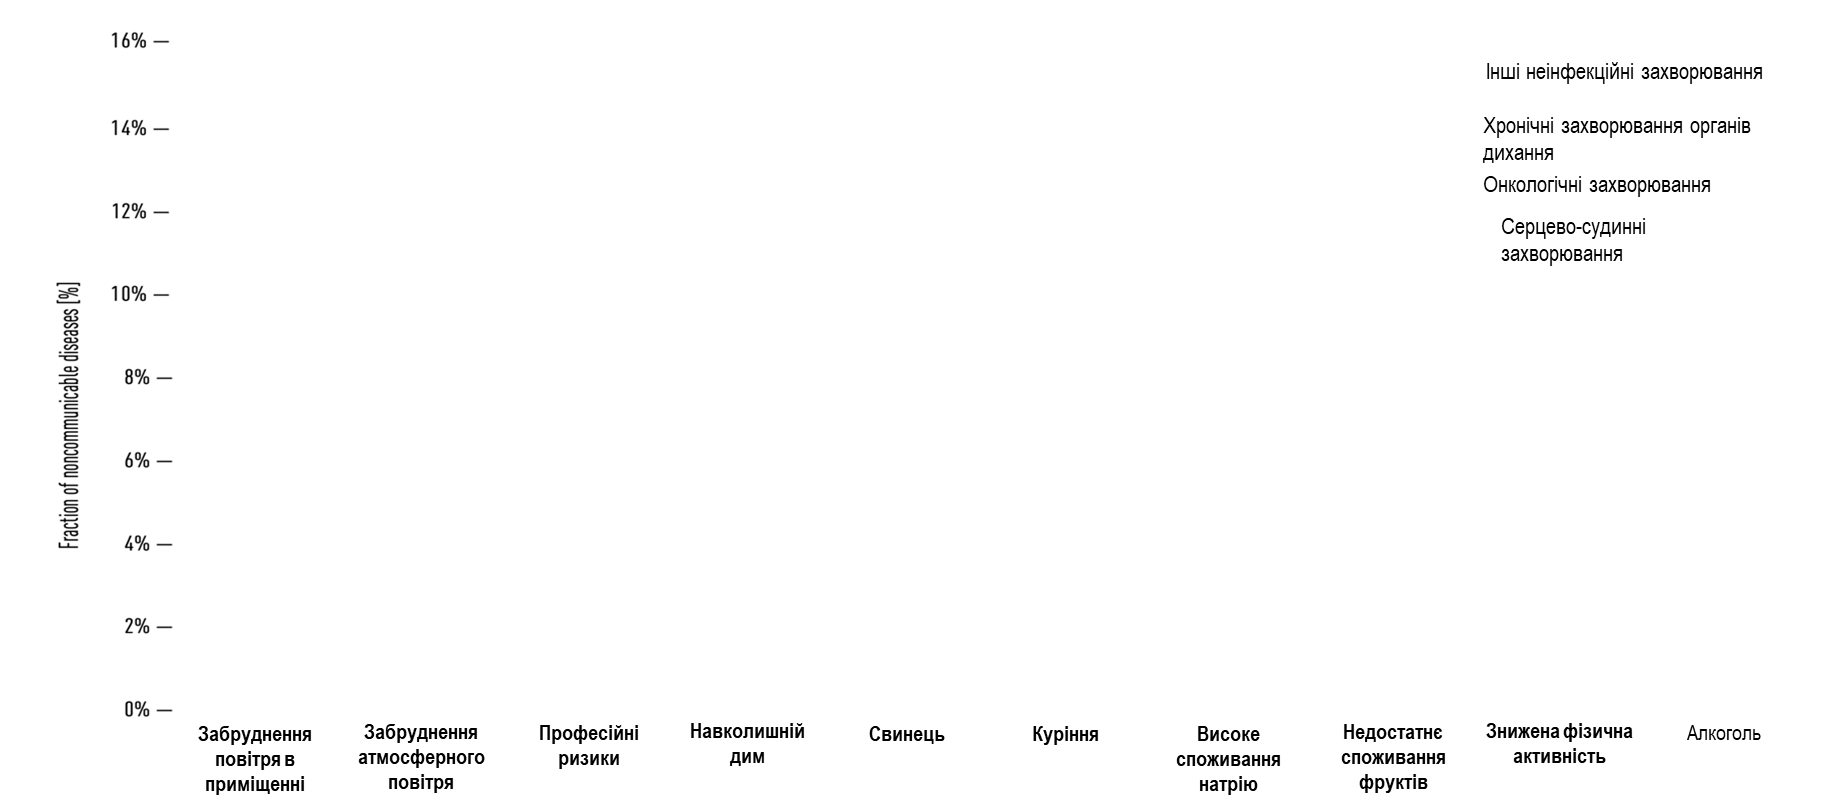 16%
14%
12%
10%
8%
6%
4%
2%
0%
Fraction of noncommunicable diseases [%]
Інші неінфекційні захворювання
Хронічні захворювання органів
дихання
Онкологічні захворювання
Серцево-судинні
захворювання
Забруднення
повітря в
приміщенні
Забруднення
атмосферного
повітря
Професійні
ризики
Навколишній
дим
Свинець
Куріння
Високе
споживання
натрію
Недостатнє
споживання
фруктів
Знижена фізична
активність
Алкоголь